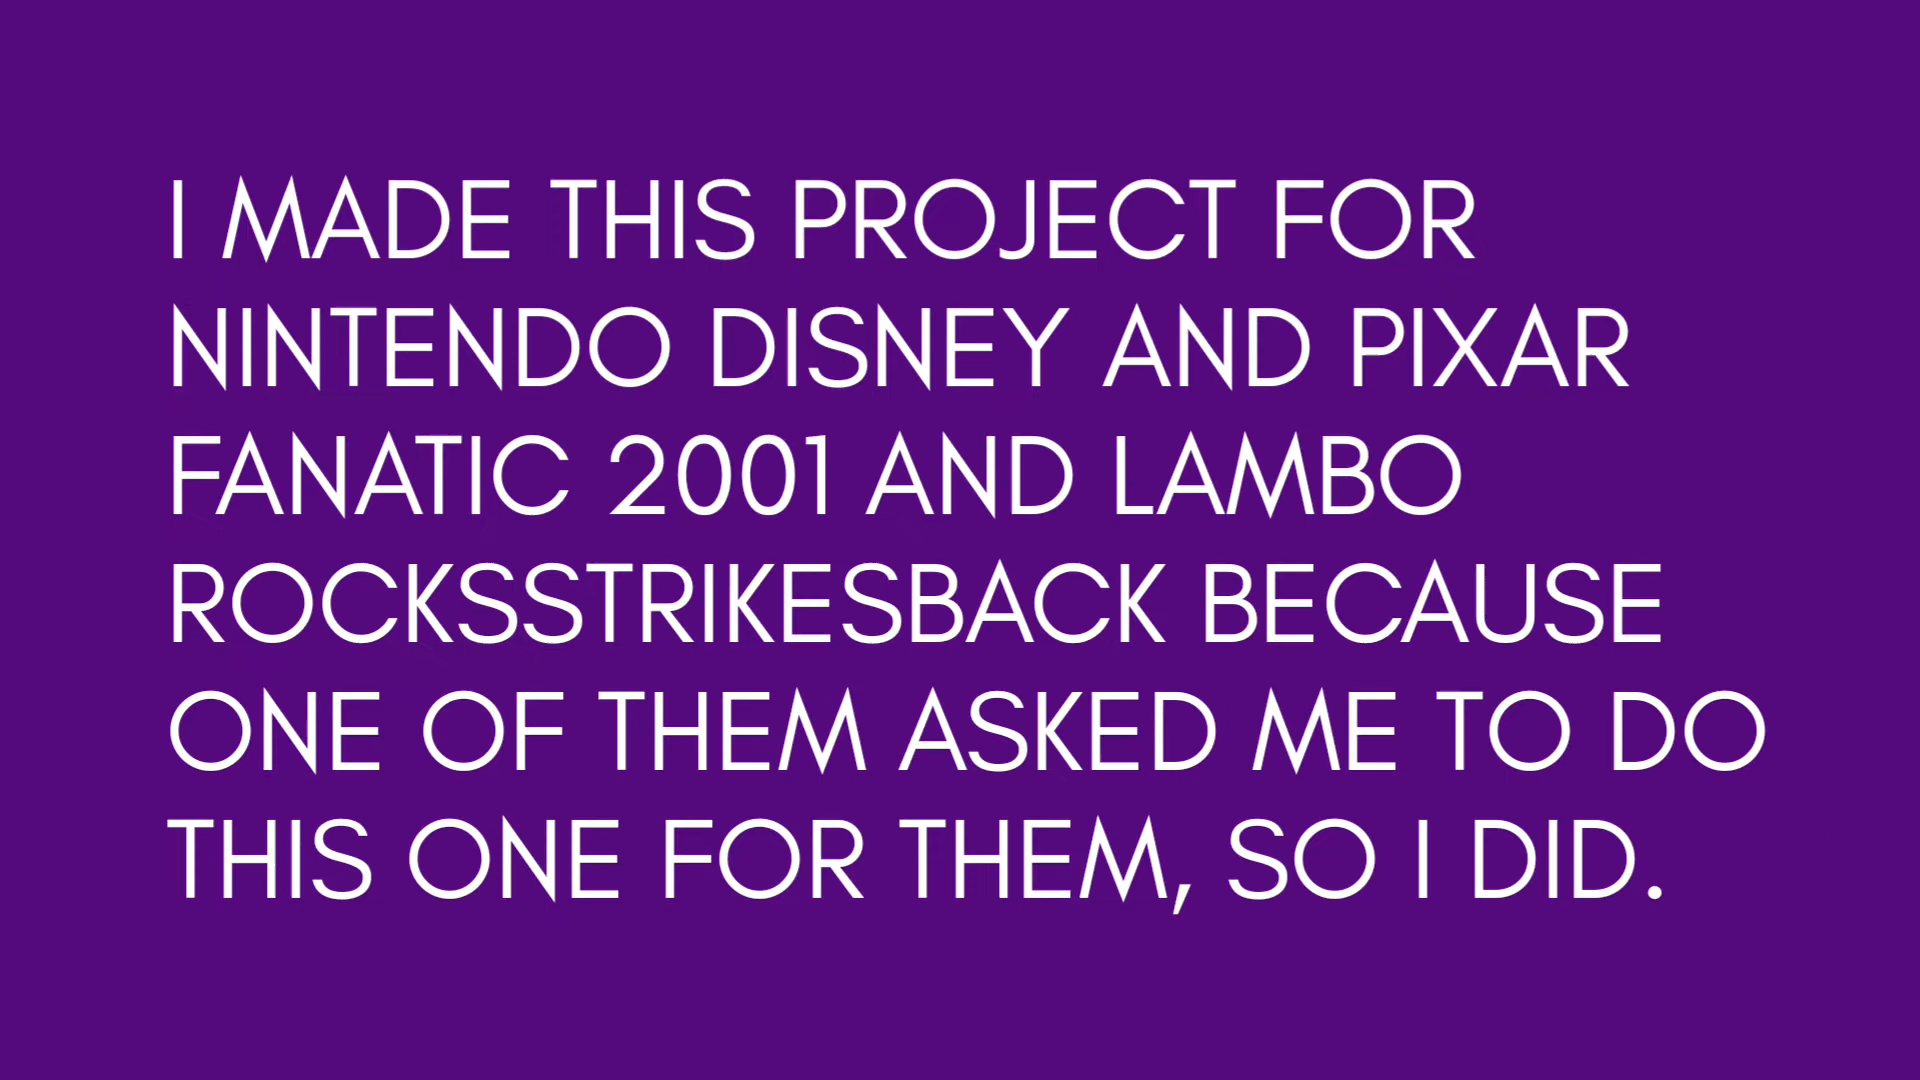 I MADE THIS PROJECT FOR
NINTENDO DISNEY AND PIXAR
FANATIC 2001 AND LAMBO
ROCKSSTRIKESBACK BECAUSE
ONE OF THEM ASKED ME TO DO
THIS ONE FOR THEM, SO I DID.